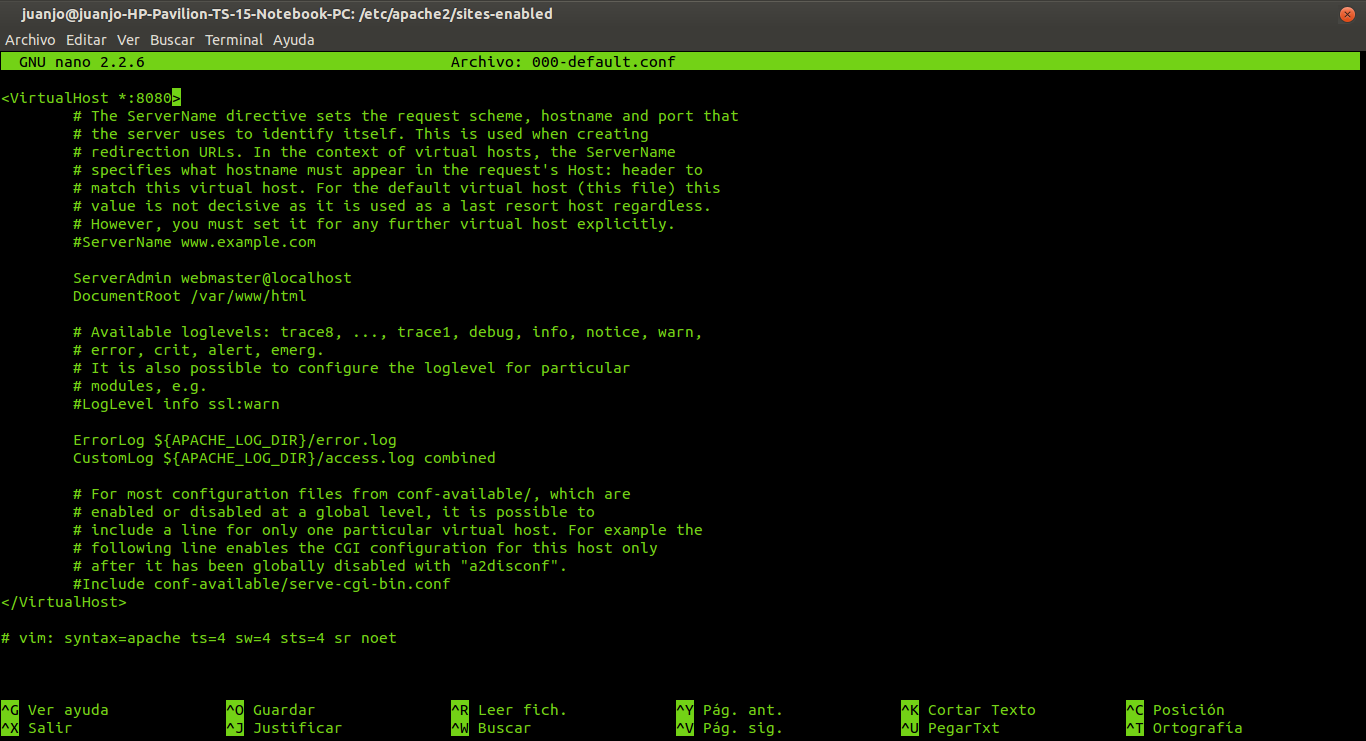 juanjo@juanjo-HP-Pavilion-TS-15-Notebook-PC: /etc/apache2/sites-enabled
Archivo Editar Ver Buscar Terminal Ayuda
GNU nano 2.2.6 Archivo: 000-default.conf
<VirtualHost *:8080>
# The ServerName directive sets the request scheme, hostname and port that
# the server uses to identify itself. This is used when creating
# redirection URLs. In the context of virtual hosts, the ServerName
# specifies what hostname must appear in the request's Host: header to
# match this virtual host. For the default virtual host (this file) this
# value is not decisive as it is used as a last resort host regardless.
# However, you must set it for any further virtual host explicitly.
#ServerName www.example.com
ServerAdmin webmaster@localhost
DocumentRoot /var/www/html
# Available loglevels: trace8, ..., trace1, debug, info, notice, warn,
# error, crit, alert, emerg.
# It is also possible to configure the loglevel for particular
# modules, e.g.
#LogLevel info ssl:warn
ErrorLog ${APACHE_LOG_DIR}/error.log
CustomLog ${APACHE_LOG_DIR}/access.log combined
# For most configuration files from conf-available/, which are
# enabled or disabled at a global level, it is possible to
# include a line for only one particular virtual host. For example the
# following line enables the CGI configuration for this host only
# after it has been globally disabled with "a2disconf".
#Include conf-available/serve-cgi-bin.conf
</VirtualHost>
# vim: syntax=apache ts=4 sw=4 sts=4 sr noet
^G Ver ayuda ^O Guardar ^R Leer fich. ^Y Pág. ant. ^K Cortar Texto ^C Posición
^X Salir ^J Justificar ^W Buscar ^V Pág. sig. ^U PegarTxt ^T Ortografía